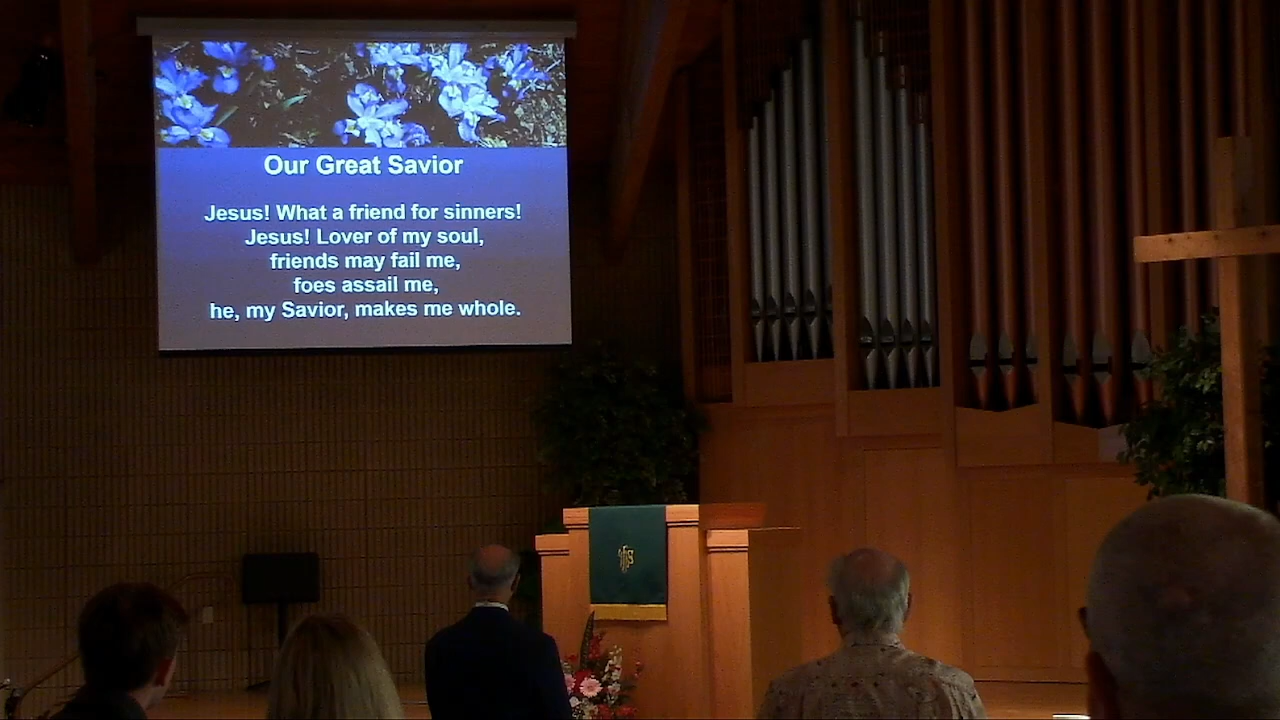 Our Great Savior
Jesus! What a friend for sinners!
Jesus! Lover of my soul,
friends may fail me,
foes assail me,
he, my Savior, makes me whole.
IHS